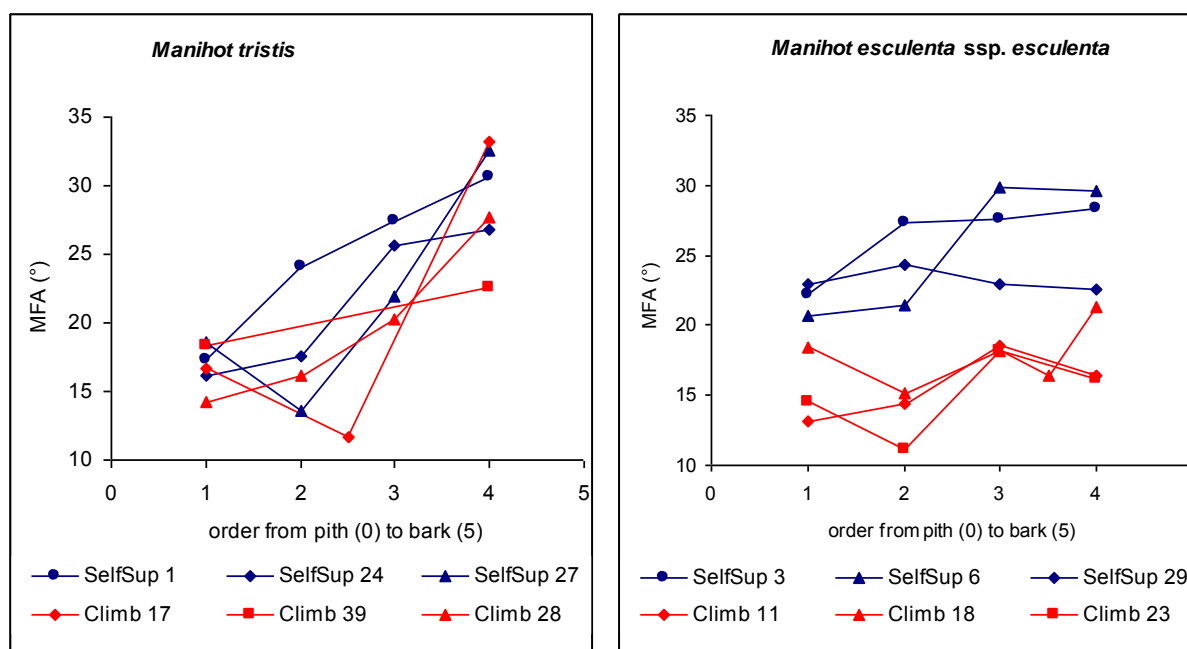 Manihot tristis
35
30
25
20
15
10
MFA (°)
0 1 2 3 4 5
order from pith (0) to bark (5)
SelfSup 1 SelfSup 24 SelfSup 27
Climb 17 Climb 39 Climb 28
Manihot esculenta ssp. esculenta
35
30
25
20
15
10
MFA (°)
0 1 2 3 4
order from pith (0) to bark (5)
SelfSup 3 SelfSup 6 SelfSup 29
Climb 11 Climb 18 Climb 23